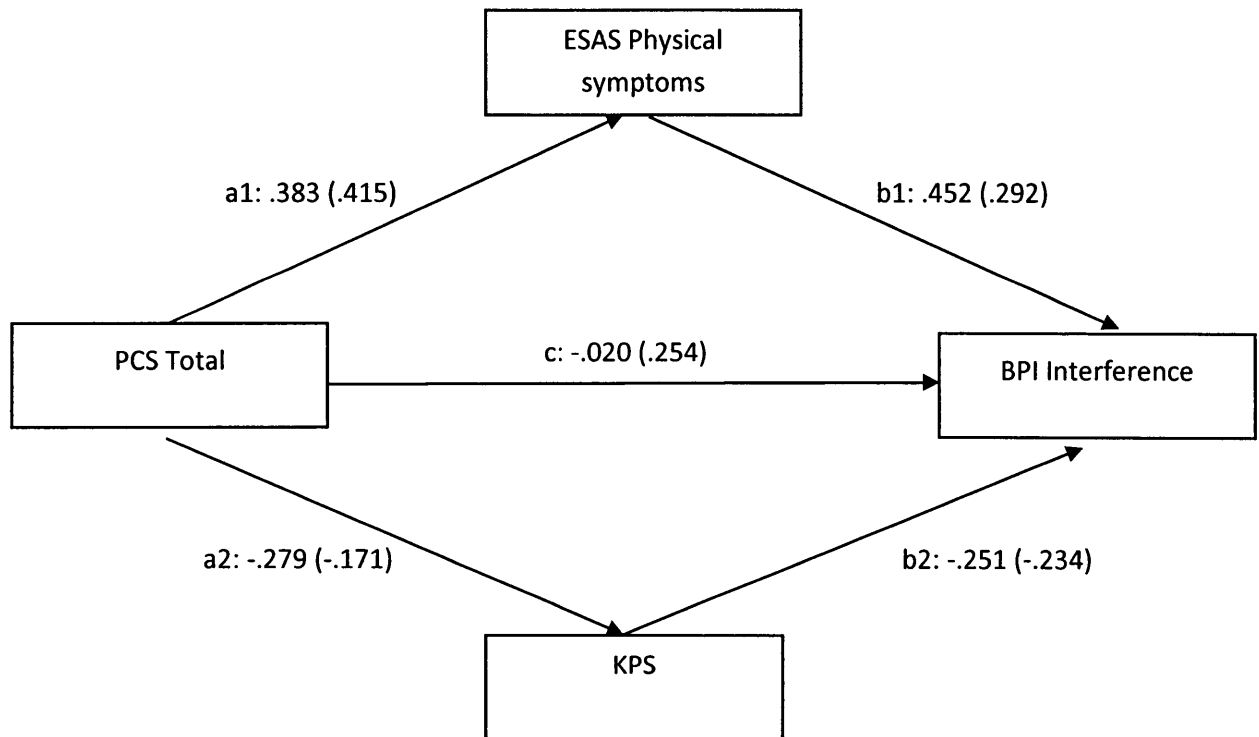 ESAS Physical
symptoms
a1: .383 (.415)
b1: .452 (.292)
PCS Total
c: -.020 (.254)
BPI Interference
a2: -.279 (-.171)
b2: -.251 (-.234)
KPS